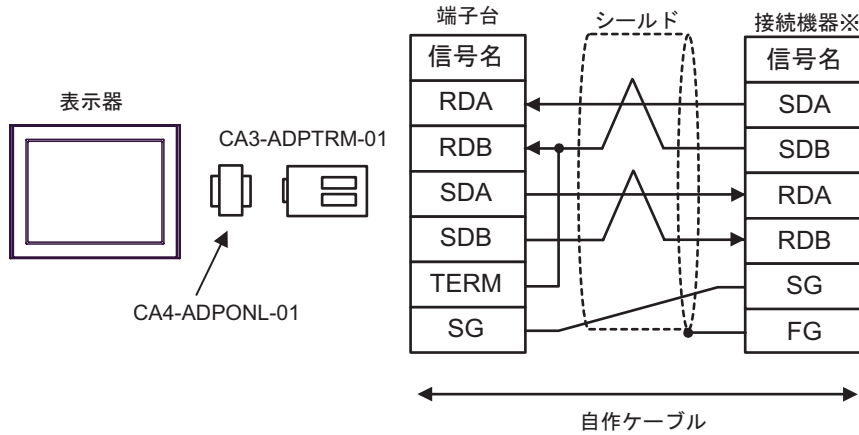 端子台
シールド
接続機器※
信号名
信号名
表示器
RDA
SDA
CA3-ADPTRM-01
RDB
SDB
SDA
RDA
SDB
RDB
TERM
SG
CA4-ADPONL-01
SG
FG
自作ケーブル